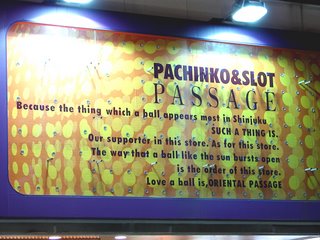 PACHINKO&SLOT
PASSAGE
Because the thing which a ball appears most in Shinjuku
SUCH A THING IS.
Our supporter in this store. As for this store.
The way that a ball like the sun bursts open
is the order of this store.
Love a ball is,ORIENTAL PASSAGE